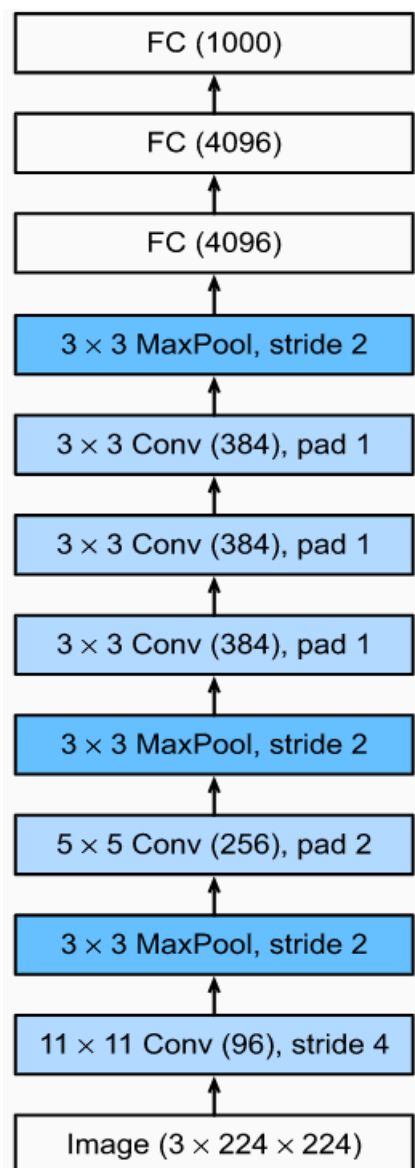 FC (1000)
FC (4096)
FC (4096)
3 × 3 MaxPool, stride 2
3 × 3 Conv (384), pad 1
3 × 3 Conv (384), pad 1
3 × 3 Conv (384), pad 1
3 × 3 MaxPool, stride 2
5 × 5 Conv (256), pad 2
3 × 3 MaxPool, stride 2
11 × 11 Conv (96), stride 4
Image (3 × 224 × 224)